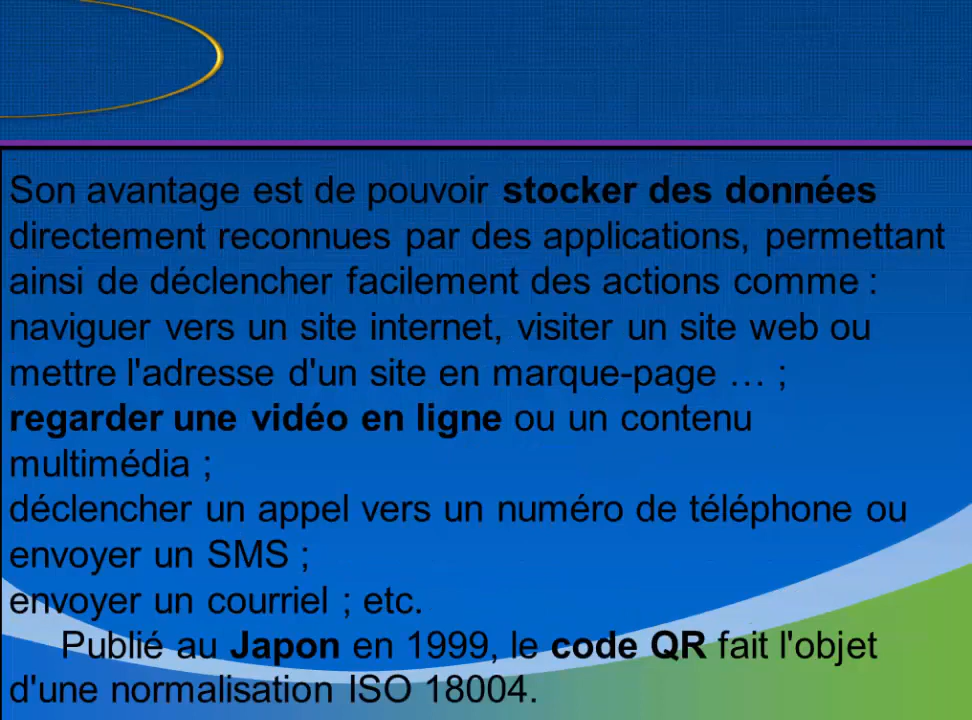 Son avantage est de pouvoir stocker des données
directement reconnues par des applications, permettant
ainsi de déclencher facilement des actions comme :
naviguer vers un site internet, visiter un site web ou
mettre l'adresse d'un site en marque-page … ;
regarder une vidéo en ligne ou un contenu
multimédia ;
déclencher un appel vers un numéro de téléphone ou
envoyer un SMS ;
envoyer un courriel ; etc.
Publié au Japon en 1999, le code QR fait l'objet
d'une normalisation ISO 18004.